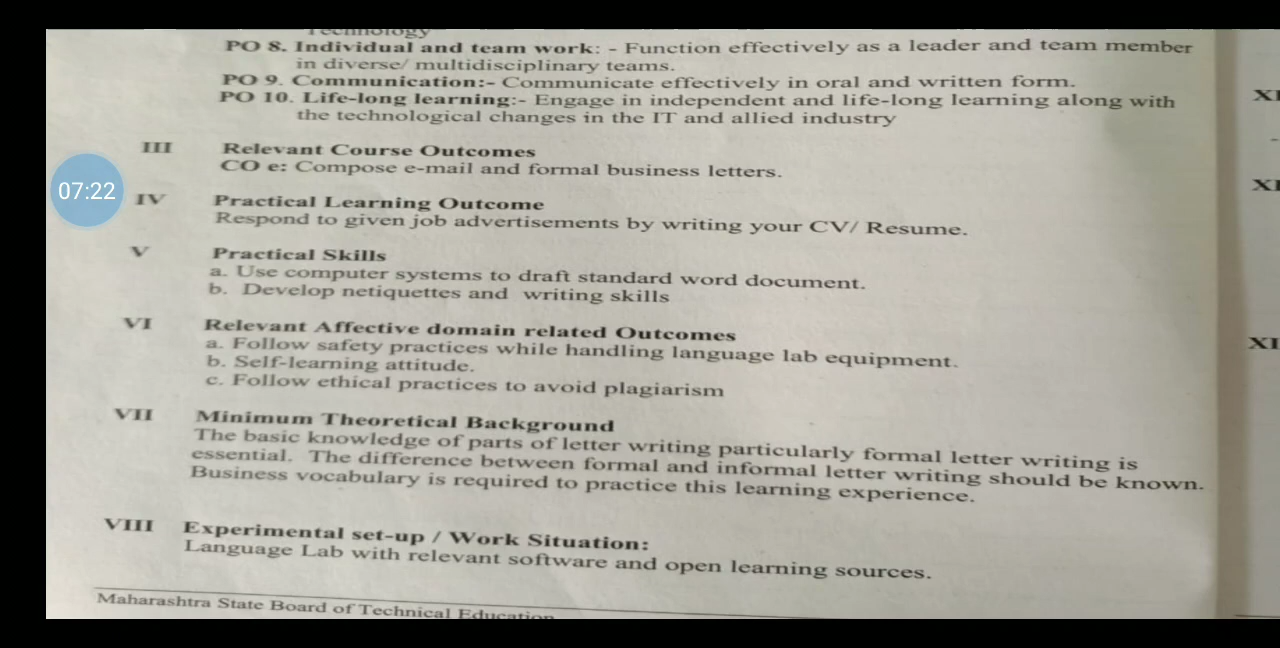 Technology
PO 8. Individual and team work: - Function effectively as a leader and team member
in diverse/ multidisciplinary teams.
PO 9. Communication:- Communicate effectively in oral and written form.
PO 10. Life-long learning:- Engage in independent and life-long learning along with
the technological changes in the IT and allied industry
III Relevant Course Outcomes
CO e: Compose e-mail and formal business letters.
07:22
IV Practical Learning Outcome
Respond to given job advertisements by writing your CV/ Resume.
V Practical Skills
a. Use computer systems to draft standard word document.
b. Develop netiquettes and writing skills
VI Relevant Affective domain related Outcomes
a. Follow safety practices while handling language lab equipment.
b. Self-learning attitude.
c. Follow ethical practices to avoid plagiarism
VII Minimum Theoretical Background
The basic knowledge of parts of letter writing particularly formal letter writing is
essential. The difference between formal and informal letter writing should be known.
Business vocabulary is required to practice this learning experience.
VIII Experimental set-up / Work Situation:
Language Lab with relevant software and open learning sources.
Maharashtra State Board of Technical Education